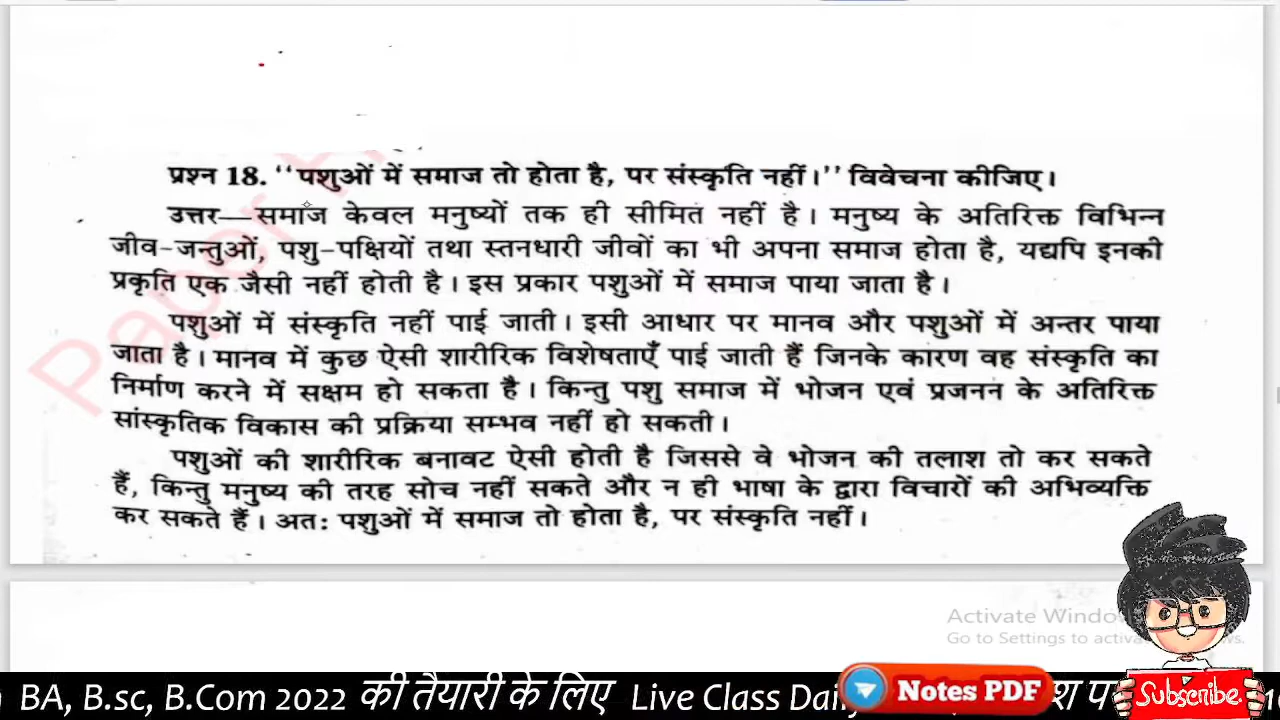 प्रश्न 18. ‘‘पशुओं में समाज तो होता है, पर संस्कृति नहीं।’’ विवेचना कीजिए।
उत्तर—समाज केवल मनुष्यों तक ही सीमित नहीं है। मनुष्य के अतिरिक्त विभिन्न
जीव-जन्तुओं, पशु-पक्षियों तथा स्तनधारी जीवों का भी अपना समाज होता है, यद्यपि इनकी
प्रकृति एक जैसी नहीं होती है। इस प्रकार पशुओं में समाज पाया जाता है।
पशुओं में संस्कृति नहीं पाई जाती। इसी आधार पर मानव और पशुओं में अन्तर पाया
जाता है। मानव में कुछ ऐसी शारीरिक विशेषताएँ पाई जाती हैं जिनके कारण वह संस्कृति का
निर्माण करने में सक्षम हो सकता है। किन्तु पशु समाज में भोजन एवं प्रजनन के अतिरिक्त
सांस्कृतिक विकास की प्रक्रिया सम्भव नहीं हो सकती।
पशुओं की शारीरिक बनावट ऐसी होती है जिससे वे भोजन की तलाश तो कर सकते
हैं, किन्तु मनुष्य की तरह सोच नहीं सकते और न ही भाषा के द्वारा विचारों की अभिव्यक्ति
कर सकते हैं। अतः पशुओं में समाज तो होता है, पर संस्कृति नहीं।
Paper
Activate Windo
Go to Settings to activa
BA, B.sc, B.Com 2022 की तैयारी के लिए Live Class Dai
Notes PDF
Subscribe